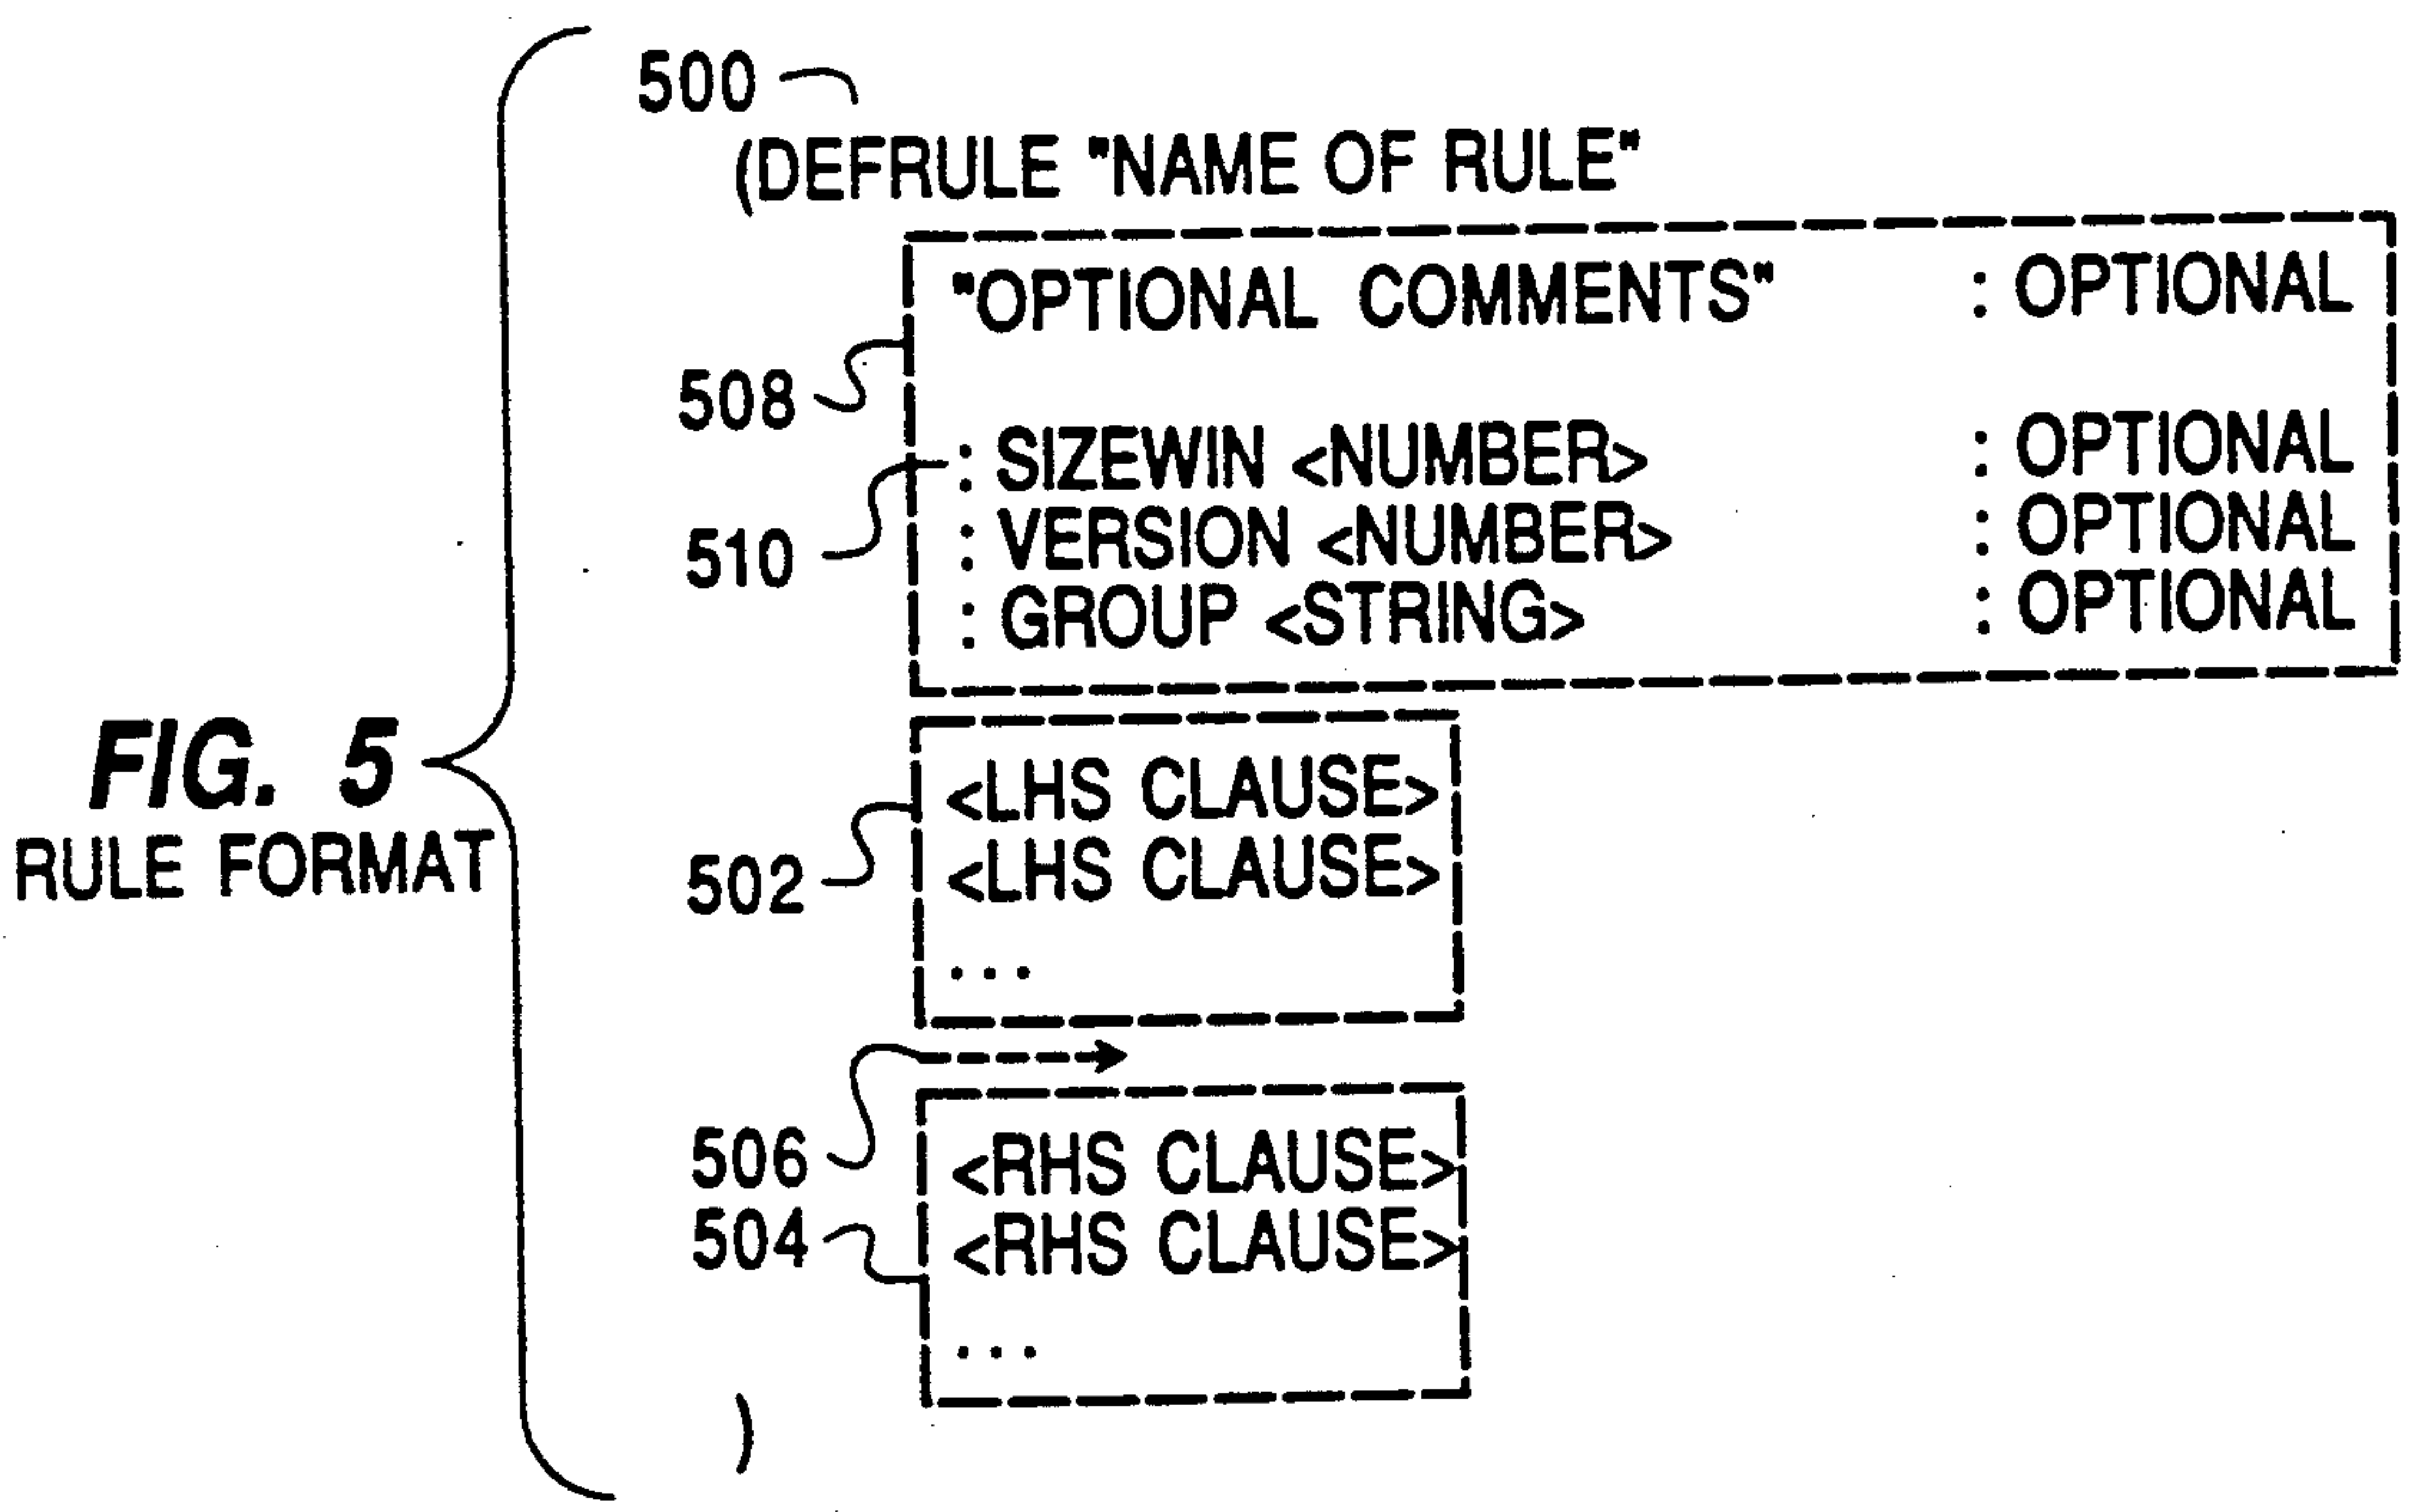 500
(DEFRULE "NAME OF RULE"
"OPTIONAL COMMENTS" : OPTIONAL
508
: SIZEWIN <NUMBER> : OPTIONAL
: VERSION <NUMBER> : OPTIONAL
510
: GROUP <STRING> : OPTIONAL
FIG. 5
RULE FORMAT
<LHS CLAUSE>
<LHS CLAUSE>
502
...
506
<RHS CLAUSE>
504
<RHS CLAUSE>
...
)